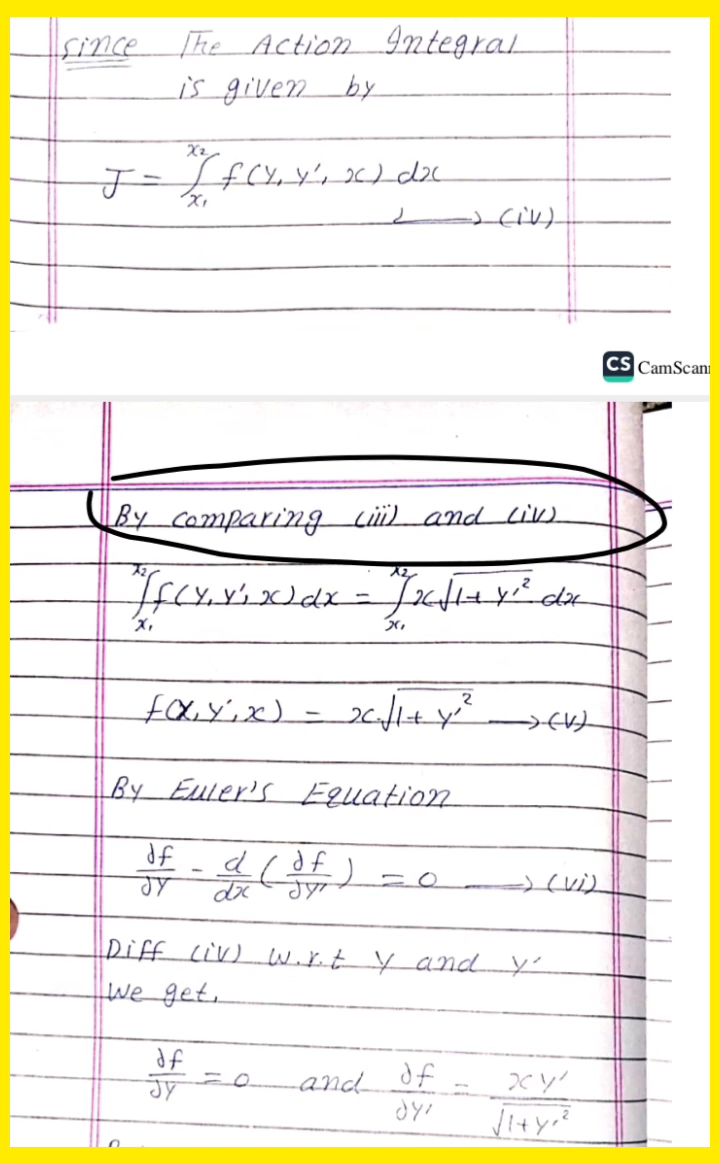 since The Action Integral
is given by
J = ∫_{x₁}^{x₂} f(y, y', x) dx
⟶ (iv)
CS CamScan
By comparing (iii) and (iv)
∫_{x₁}^{x₂} f(y, y', x) dx = ∫_{x₁}^{x₂} x√(1+y'²) dx
f(y, y', x) = x√(1+y'²) ⟶ (v)
By Euler's Equation
∂f/∂y - d/dx (∂f/∂y') = 0 ⟶ (vi)
Diff (iv) w.r.t y and y'
we get,
∂f/∂y = 0 and ∂f/∂y' = xy'/√(1+y'²)